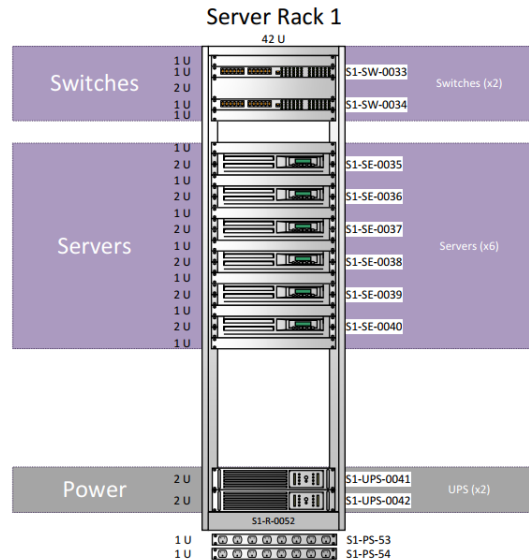 Server Rack 1
42 U
1 U
1 U S1-SW-0033
Switches 2 U Switches (x2)
1 U S1-SW-0034
1 U
1 U
2 U S1-SE-0035
1 U
2 U S1-SE-0036
1 U
2 U S1-SE-0037
Servers 1 U Servers (x6)
2 U S1-SE-0038
1 U
2 U S1-SE-0039
1 U
2 U S1-SE-0040
1 U
2 U S1-UPS-0041
Power UPS (x2)
2 U S1-UPS-0042
S1-R-0052
1 U S1-PS-53
1 U S1-PS-54